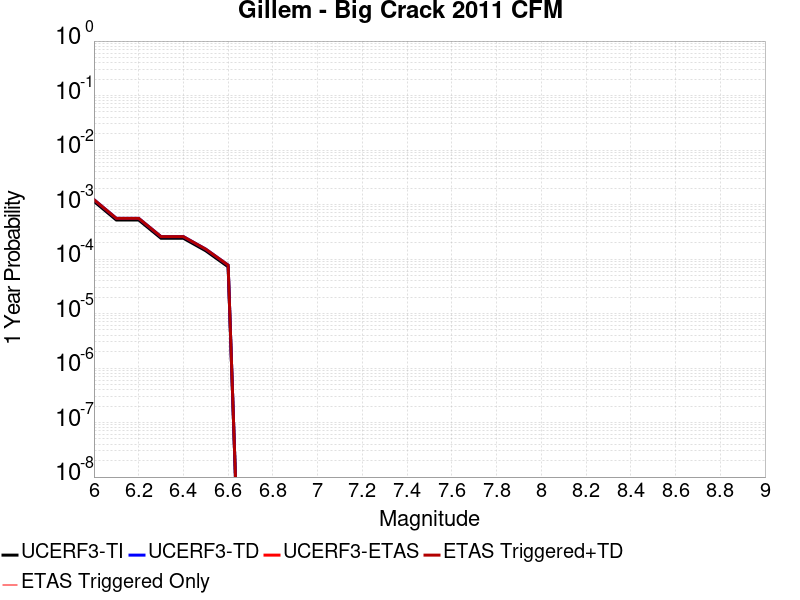 Gillem - Big Crack 2011 CFM
10^0
10^-1
10^-2
10^-3
10^-4
10^-5
10^-6
10^-7
10^-8
1 Year Probability
6 6.2 6.4 6.6 6.8 7 7.2 7.4 7.6 7.8 8 8.2 8.4 8.6 8.8 9
Magnitude
UCERF3-TI UCERF3-TD UCERF3-ETAS ETAS Triggered+TD
ETAS Triggered Only